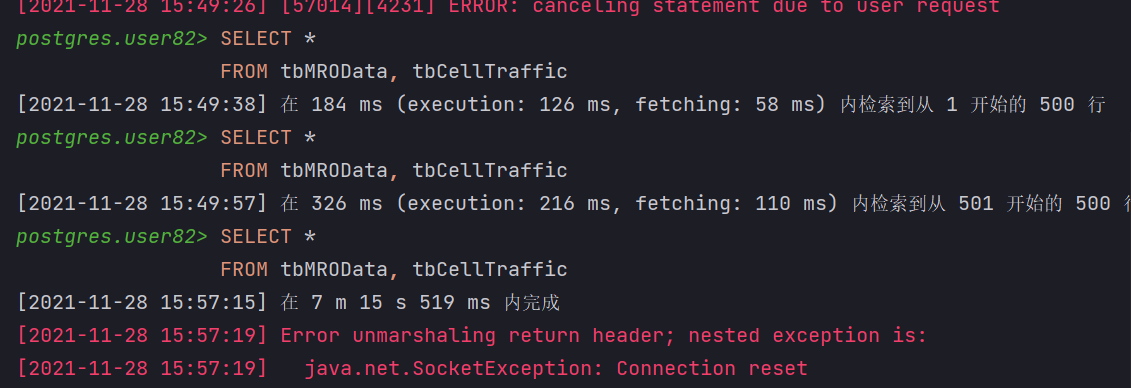 [2021-11-28 15:49:26] [57014][4231] ERROR: canceling statement due to user request
postgres.user82> SELECT *
FROM tbMROData, tbCellTraffic
[2021-11-28 15:49:38] 在 184 ms (execution: 126 ms, fetching: 58 ms) 内检索到从 1 开始的 500 行
postgres.user82> SELECT *
FROM tbMROData, tbCellTraffic
[2021-11-28 15:49:57] 在 326 ms (execution: 216 ms, fetching: 110 ms) 内检索到从 501 开始的 500 行
postgres.user82> SELECT *
FROM tbMROData, tbCellTraffic
[2021-11-28 15:57:15] 在 7 m 15 s 519 ms 内完成
[2021-11-28 15:57:19] Error unmarshaling return header; nested exception is:
[2021-11-28 15:57:19] java.net.SocketException: Connection reset